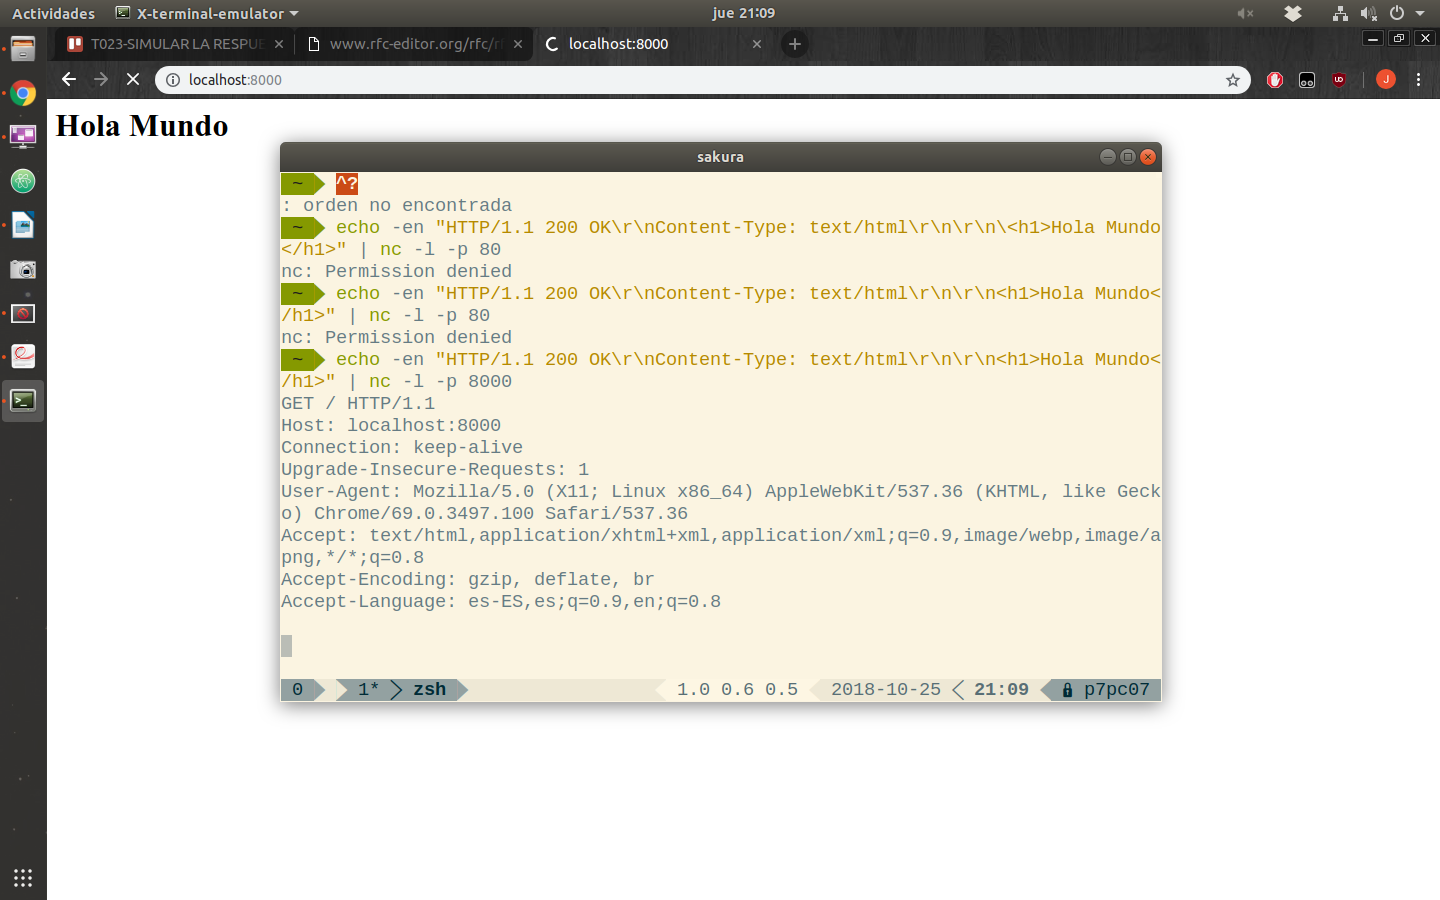 Actividades X-terminal-emulator jue 21:09
T023-SIMULAR LA RESPUE www.rfc-editor.org/rfc/r localhost:8000
localhost:8000 J
Hola Mundo
sakura
~ ^?
: orden no encontrada
~ echo -en "HTTP/1.1 200 OK\r\nContent-Type: text/html\r\n\r\n\<h1>Hola Mundo
</h1>" | nc -l -p 80
nc: Permission denied
~ echo -en "HTTP/1.1 200 OK\r\nContent-Type: text/html\r\n\r\n<h1>Hola Mundo<
/h1>" | nc -l -p 80
nc: Permission denied
~ echo -en "HTTP/1.1 200 OK\r\nContent-Type: text/html\r\n\r\n<h1>Hola Mundo<
/h1>" | nc -l -p 8000
GET / HTTP/1.1
Host: localhost:8000
Connection: keep-alive
Upgrade-Insecure-Requests: 1
User-Agent: Mozilla/5.0 (X11; Linux x86_64) AppleWebKit/537.36 (KHTML, like Geck
o) Chrome/69.0.3497.100 Safari/537.36
Accept: text/html,application/xhtml+xml,application/xml;q=0.9,image/webp,image/a
png,*/*;q=0.8
Accept-Encoding: gzip, deflate, br
Accept-Language: es-ES,es;q=0.9,en;q=0.8
0 1* zsh 1.0 0.6 0.5 2018-10-25 21:09 p7pc07